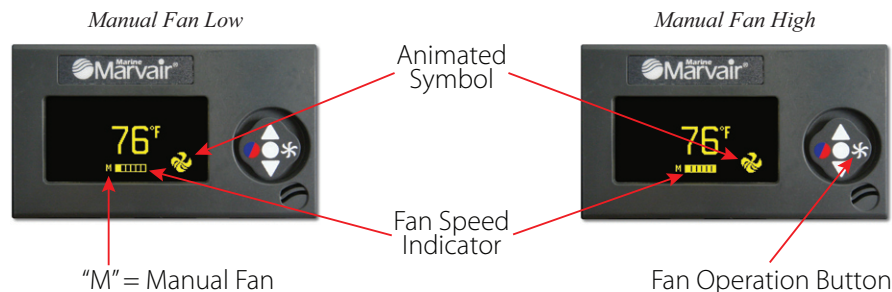 Manual Fan Low
Manual Fan High
Marine
Marvair®
76°F
M
Animated
Symbol
Marine
Marvair®
76°F
M
Fan Speed
Indicator
"M" = Manual Fan
Fan Operation Button